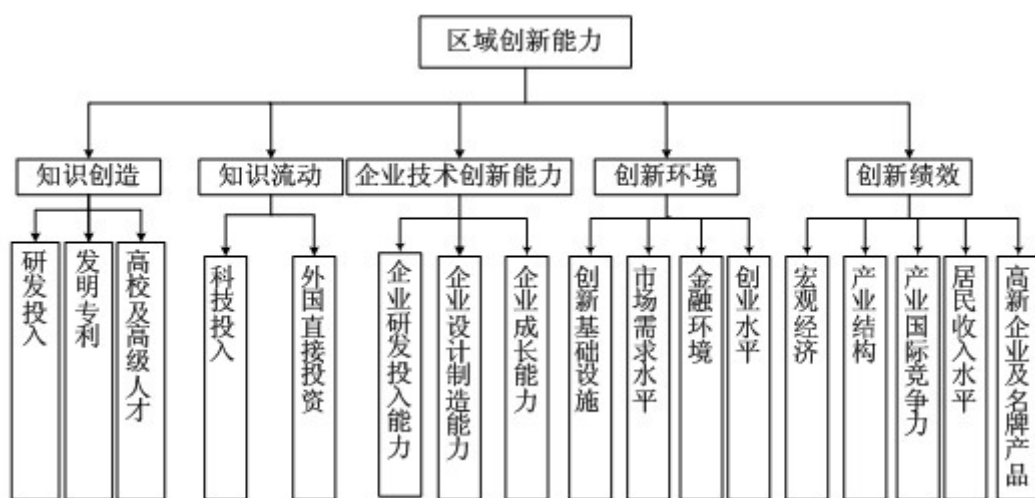 区域创新能力
知识创造
知识流动
企业技术创新能力
创新环境
创新绩效
研发投入
发明专利
高校及高级人才
科技投入
外国直接投资
企业研发投入能力
企业设计制造能力
企业成长能力
创新基础设施
市场需求水平
金融环境
创业水平
宏观经济
产业结构
产业国际竞争力
居民收入水平
高新企业及名牌产品